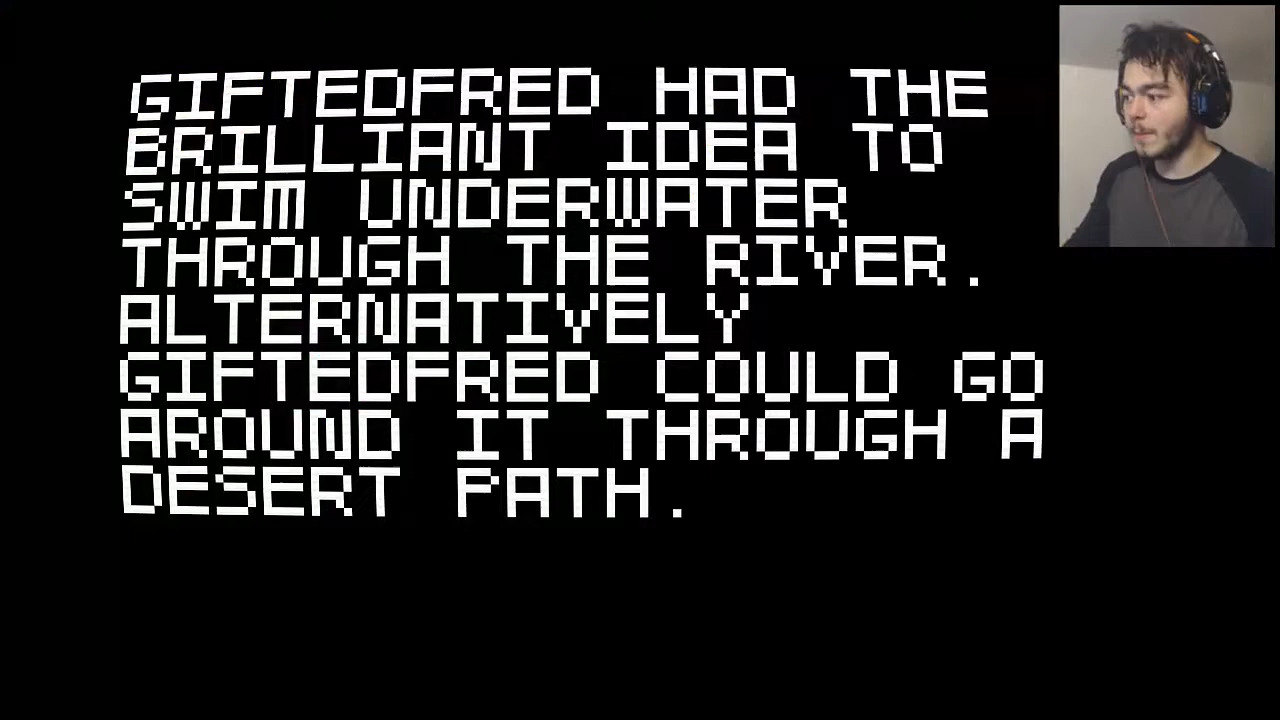 GIFTEDFRED HAD THE
BRILLIANT IDEA TO
SWIM UNDERWATER
THROUGH THE RIVER.
ALTERNATIVELY
GIFTEDFRED COULD GO
AROUND IT THROUGH A
DESERT PATH.